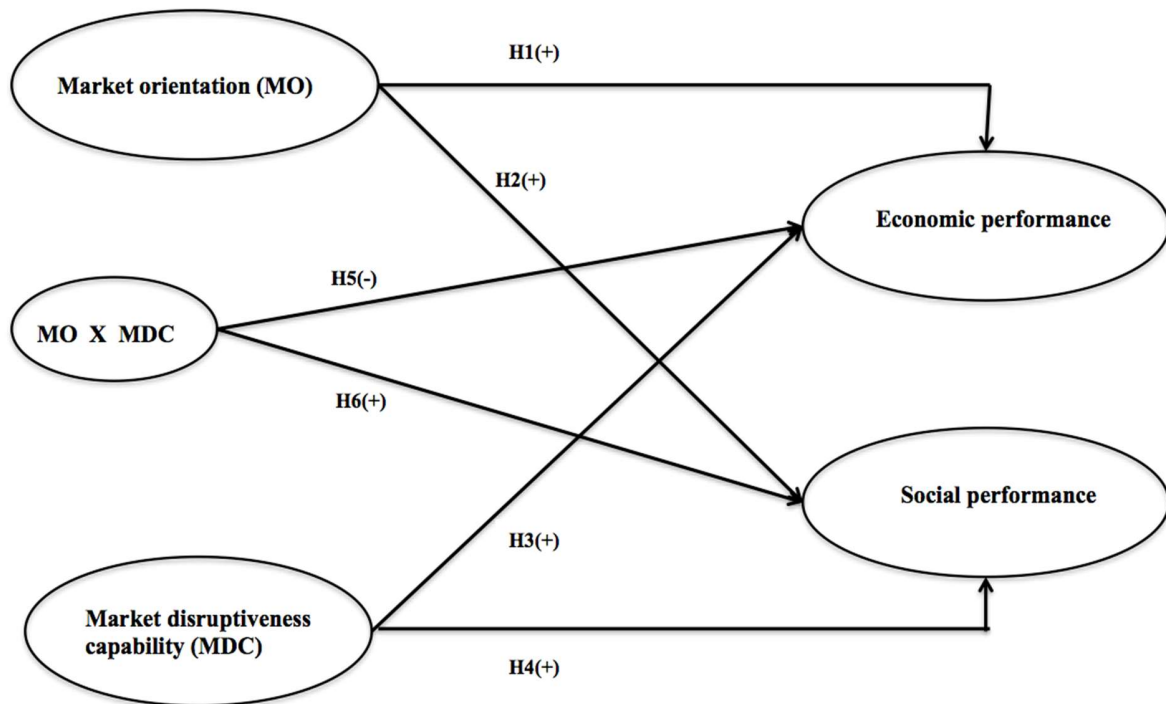 H1(+)
Market orientation (MO)
H2(+)
Economic performance
H5(-)
MO X MDC
H6(+)
Social performance
H3(+)
Market disruptiveness
capability (MDC)
H4(+)